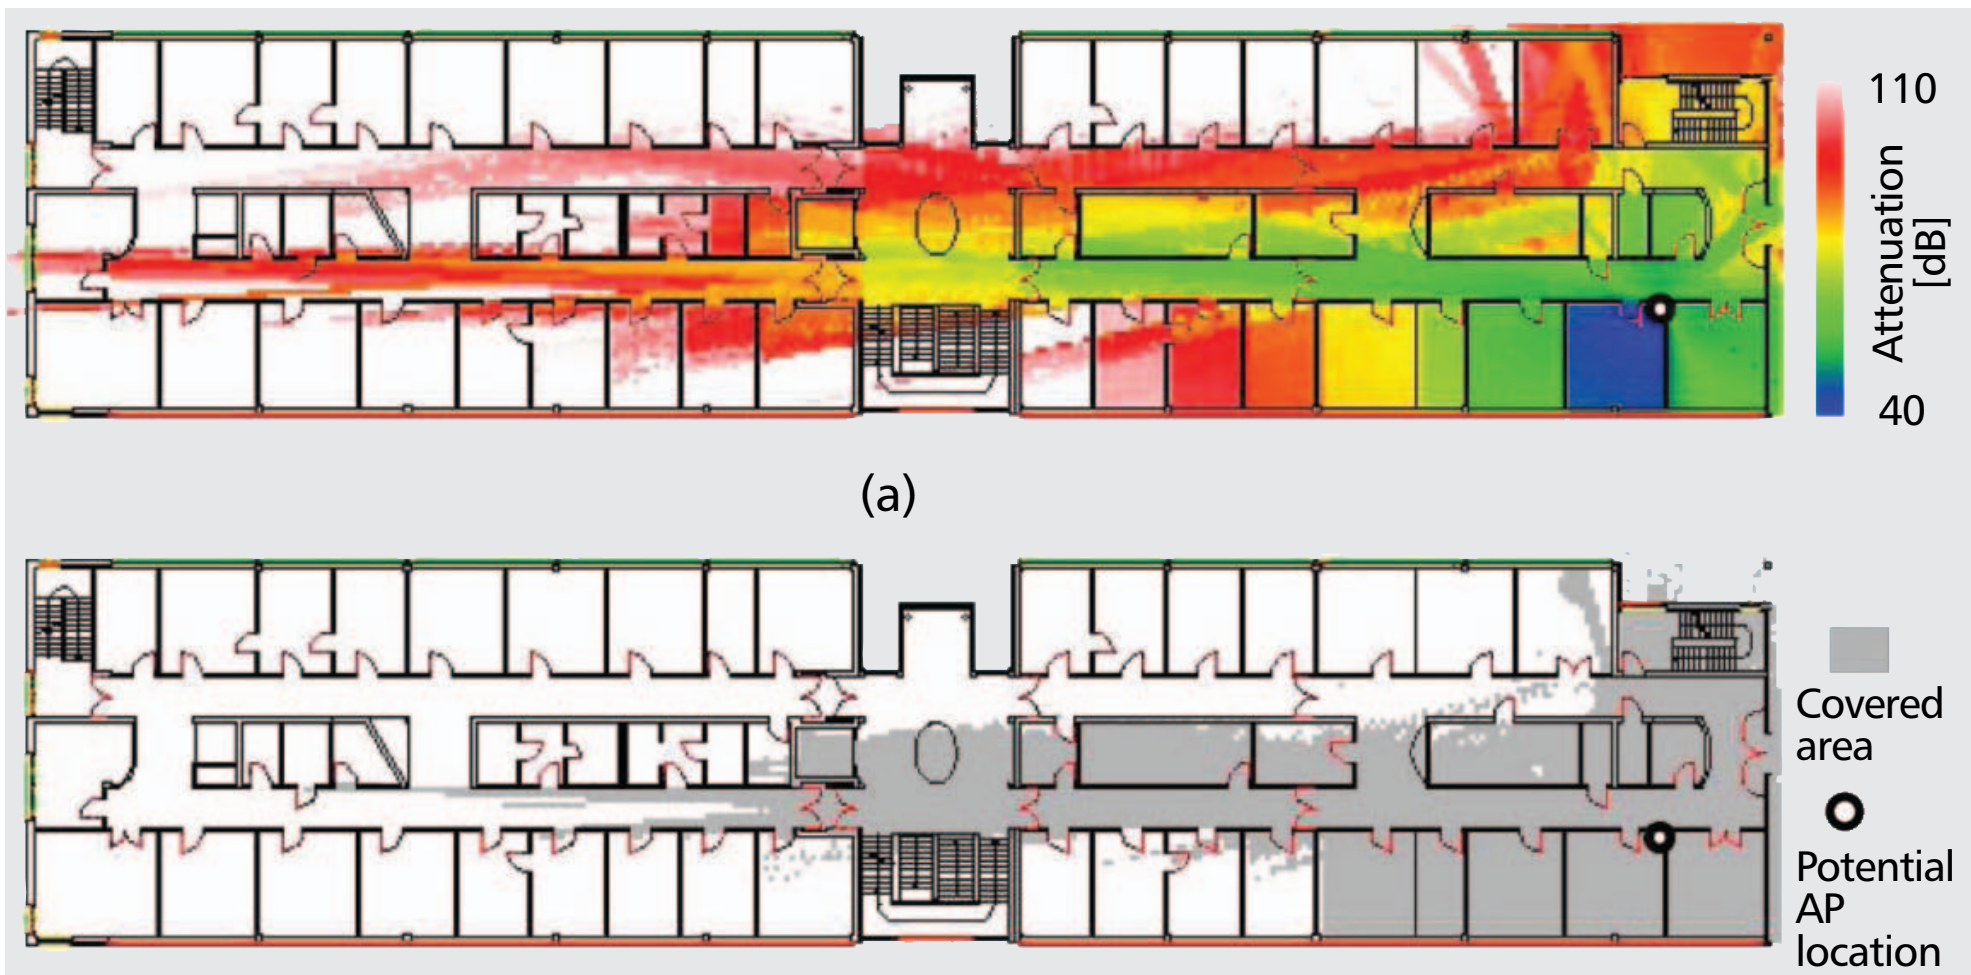 110
Attenuation
[dB]
40
(a)
Covered
area
Potential
AP
location